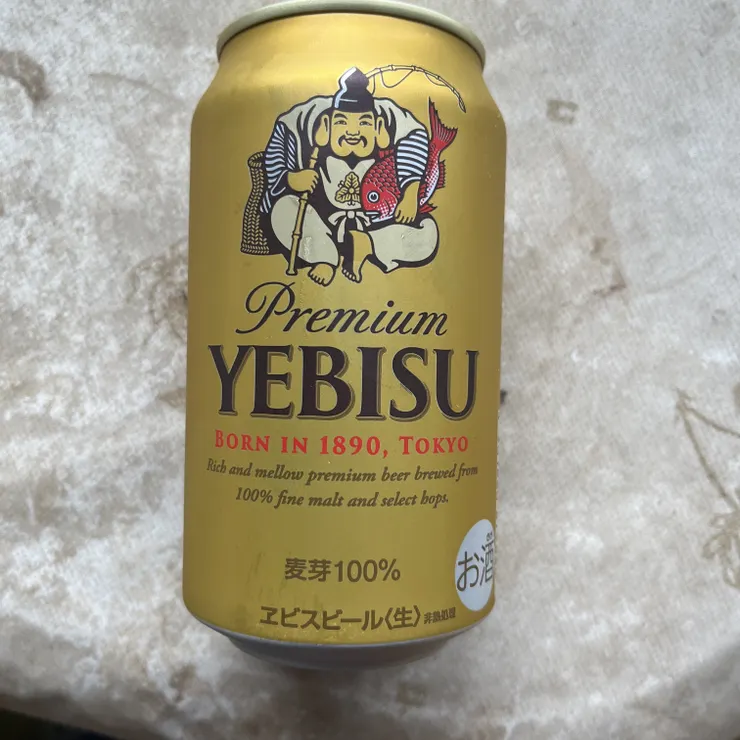 Premium
YEBISU
BORN IN 1890, TOKYO
Rich and mellow premium beer brewed from
100% fine malt and select hops.
麦芽100%
お酒
ヱビスビール〈生〉非熱処理